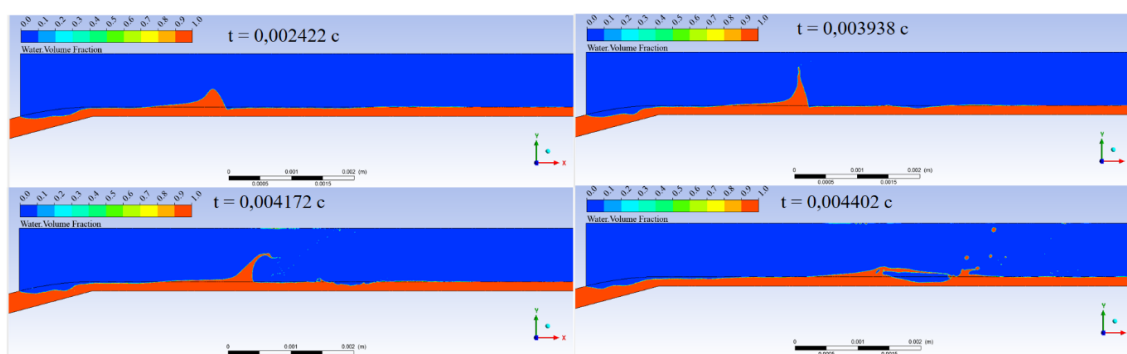 0.0 0.1 0.2 0.3 0.4 0.5 0.6 0.7 0.8 0.9 1.0
t = 0,002422 c
Water.Volume Fraction
Y
X
0 0.001 0.002 (m)
0.0005 0.0015
0.0 0.1 0.2 0.3 0.4 0.5 0.6 0.7 0.8 0.9 1.0
t = 0,003938 c
Water.Volume Fraction
Y
X
0 0.001 0.002 (m)
0.0005 0.0015
0.0 0.1 0.2 0.3 0.4 0.5 0.6 0.7 0.8 0.9 1.0
t = 0,004172 c
Water.Volume Fraction
Y
X
0 0.001 0.002 (m)
0.0 0.1 0.2 0.3 0.4 0.5 0.6 0.7 0.8 0.9 1.0
t = 0,004402 c
Water.Volume Fraction
Y
X
0 0.001 0.002 (m)
0.0005 0.0015